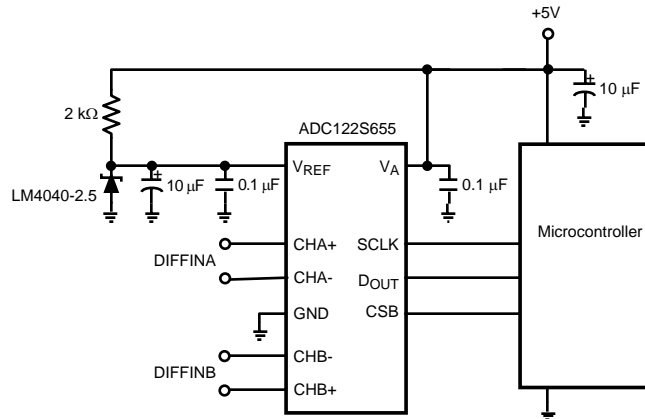 +5V
10 µF
2 kΩ
ADC122S655
VREF
VA
LM4040-2.5
10 µF
0.1 µF
0.1 µF
Microcontroller
CHA+
SCLK
DIFFINA
CHA-
DOUT
GND
CSB
CHB-
DIFFINB
CHB+